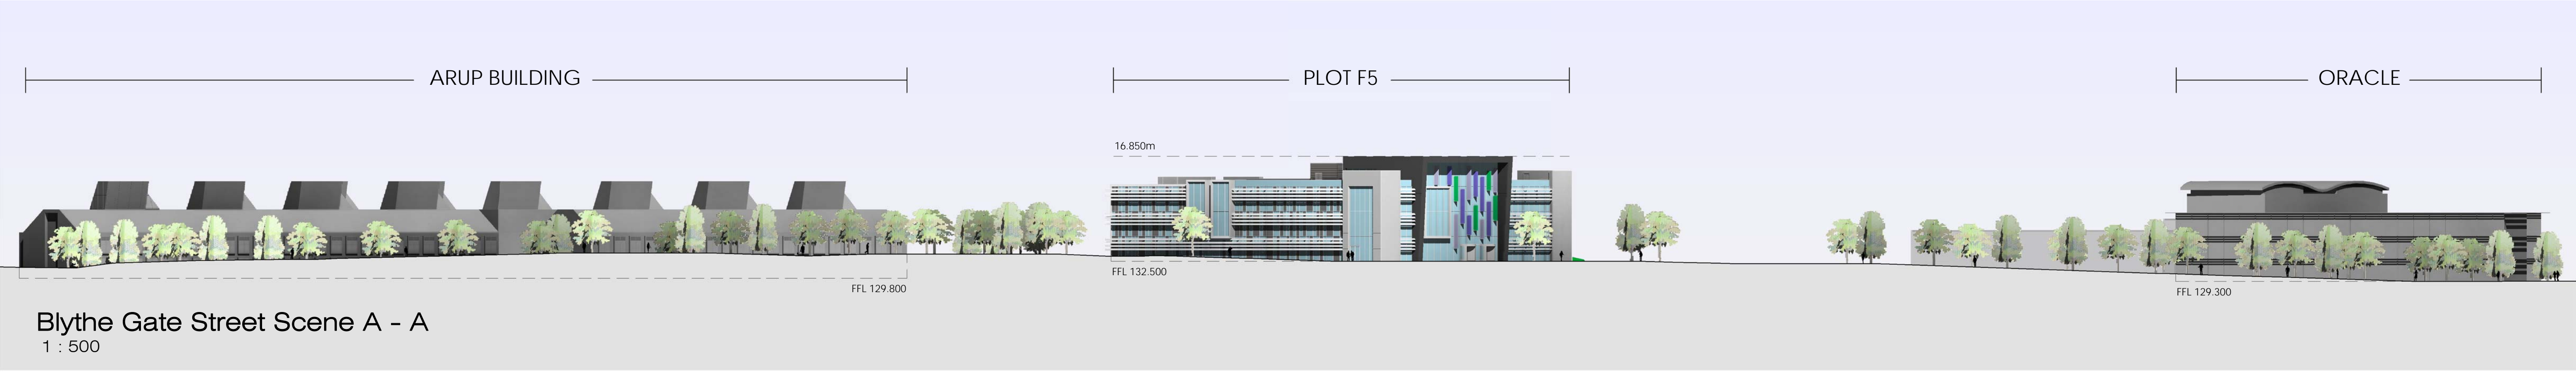 ARUP BUILDING
PLOT F5
ORACLE
16.850m
FFL 132.500
FFL 129.800
FFL 129.300
Blythe Gate Street Scene A - A
1 : 500